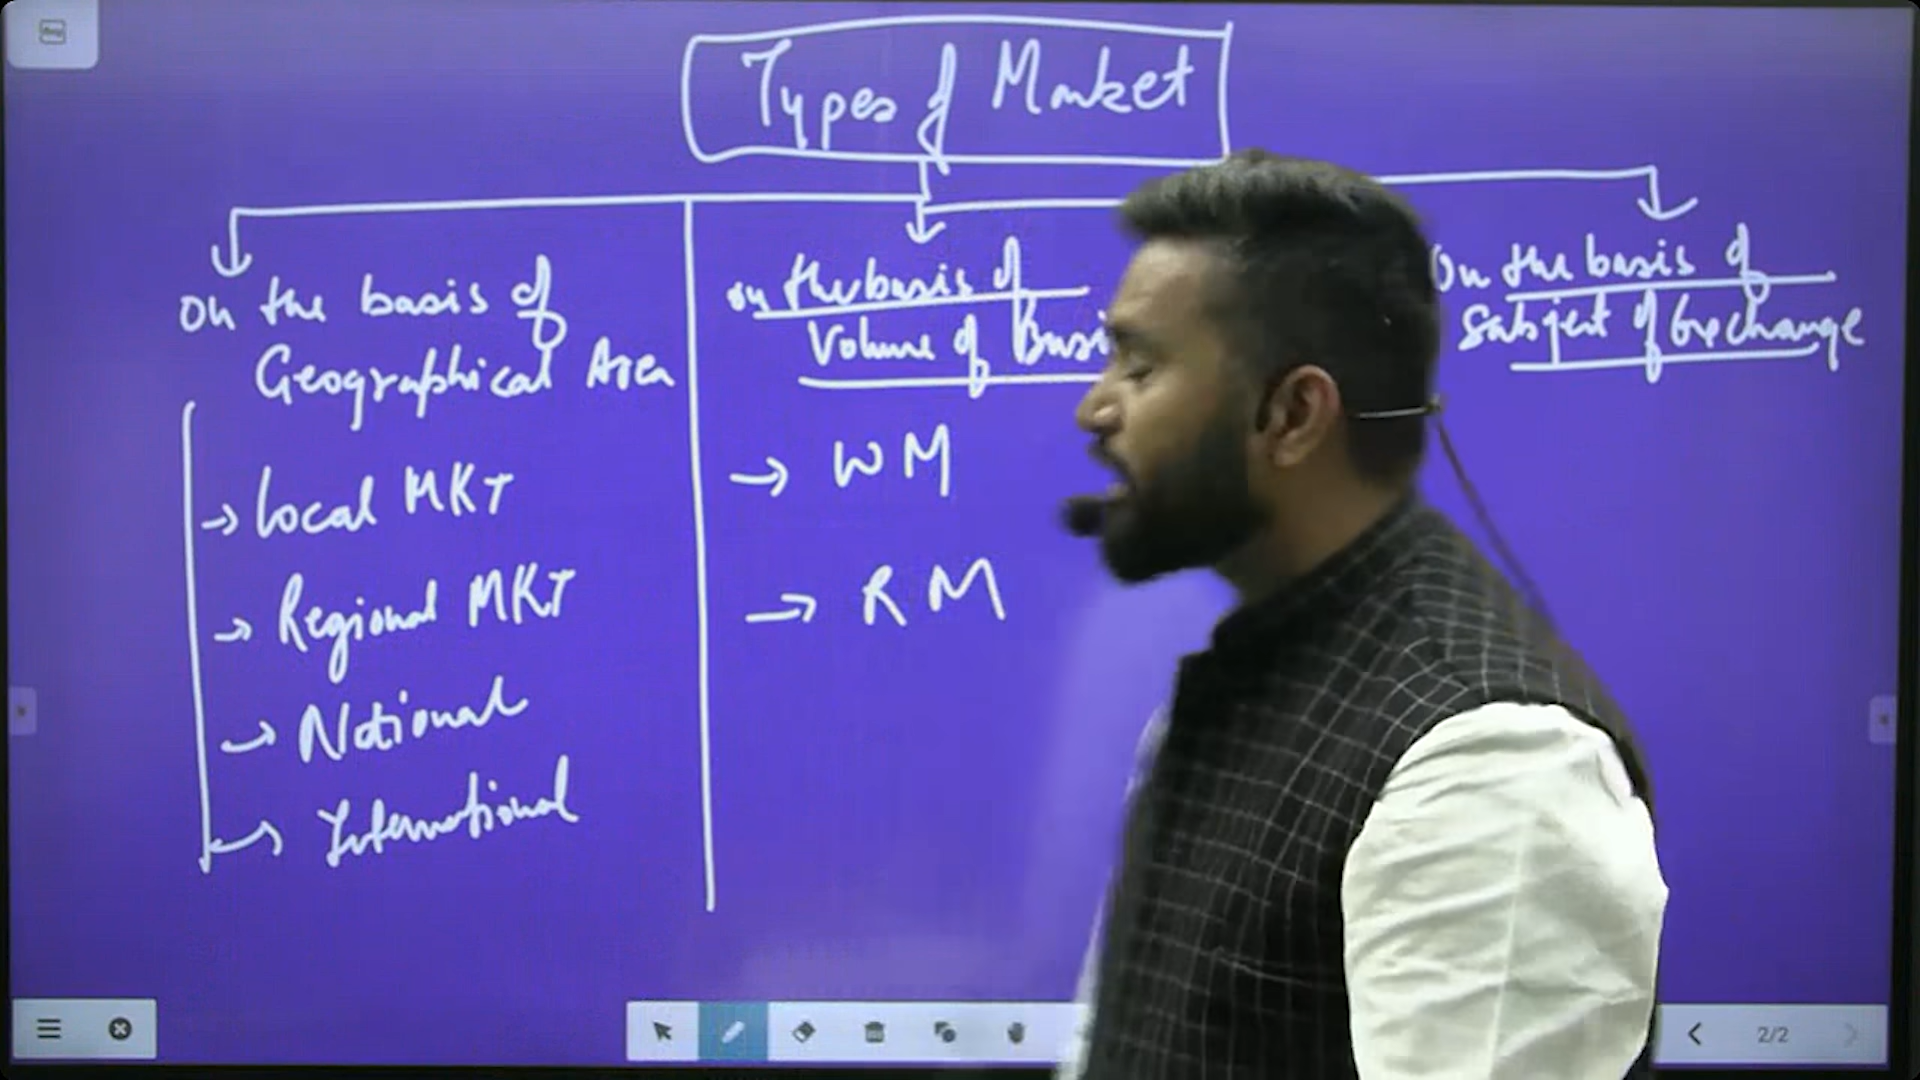 Types of Market
On the basis of
Geographical Area
→ Local MKT
→ Regional MKT
→ National
→ International
on the basis of
Volume of Busi
→ WM
→ RM
On the basis of
Subject of Exchange
2/2